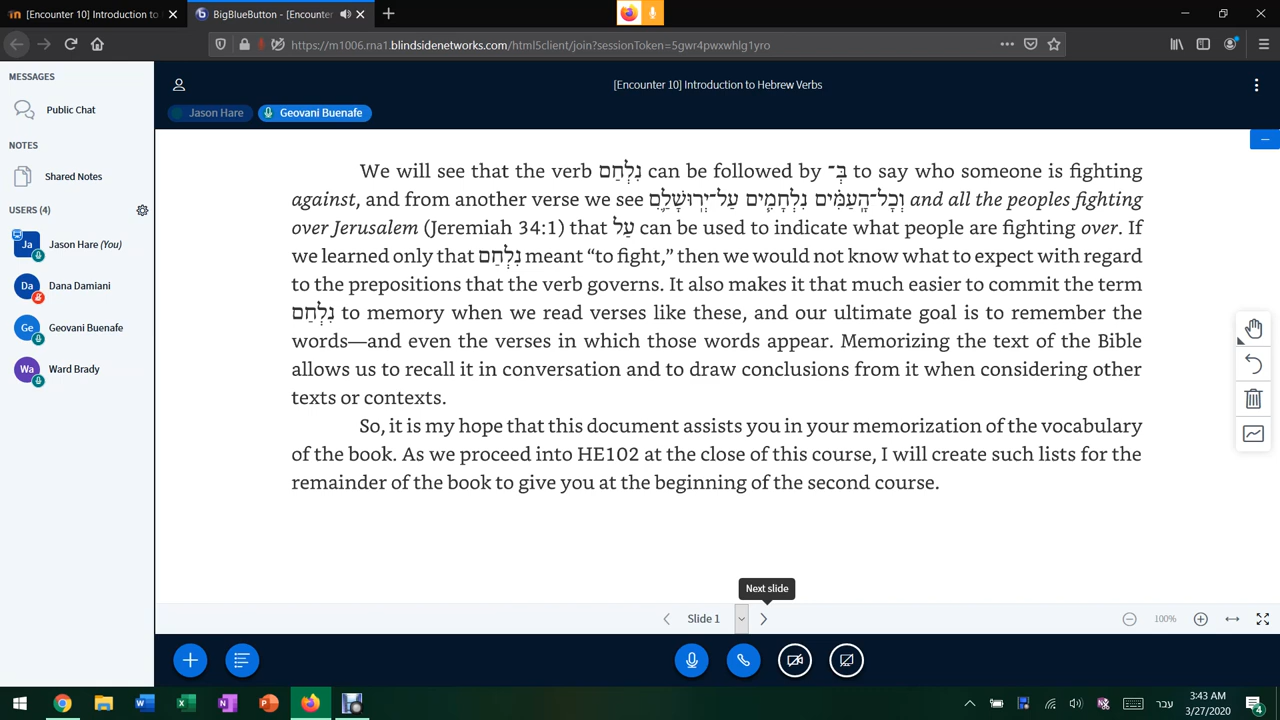 [Encounter 10] Introduction to
BigBlueButton - [Encounter
https://m1006.rna1.blindsidenetworks.com/html5client/join?sessionToken=5gwr4pwxwhlg1yro
MESSAGES
Public Chat
NOTES
Shared Notes
USERS (4)
Ja
Jason Hare (You)
Da
Dana Damiani
Ge
Geovani Buenafe
Wa
Ward Brady
[Encounter 10] Introduction to Hebrew Verbs
Jason Hare
Geovani Buenafe
We will see that the verb נִלְחַם can be followed by בְּ־ to say who someone is fighting
against, and from another verse we see וְכׇל־הָ֣עַמִּ֗ים נִלְחָמִ֧ים עַל־יְרוּשָׁלַ֛͏ִם and all the peoples fighting
over Jerusalem (Jeremiah 34:1) that עַל can be used to indicate what people are fighting over. If
we learned only that נִלְחַם meant “to fight,” then we would not know what to expect with regard
to the prepositions that the verb governs. It also makes it that much easier to commit the term
נִלְחַם to memory when we read verses like these, and our ultimate goal is to remember the
words—and even the verses in which those words appear. Memorizing the text of the Bible
allows us to recall it in conversation and to draw conclusions from it when considering other
texts or contexts.
So, it is my hope that this document assists you in your memorization of the vocabulary
of the book. As we proceed into HE102 at the close of this course, I will create such lists for the
remainder of the book to give you at the beginning of the second course.
Next slide
Slide 1
100%
עבר
3:43 AM
3/27/2020
4